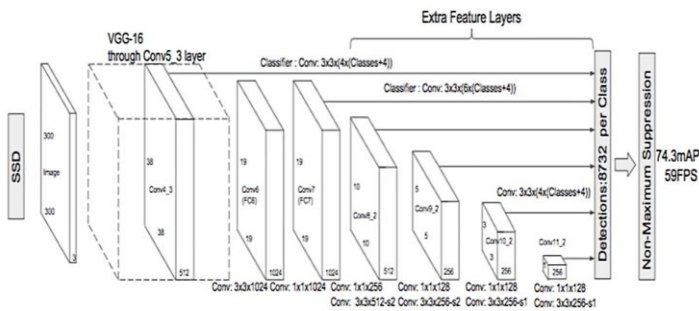 Extra Feature Layers
VGG-16
through Conv5_3 layer
Classifier : Conv: 3x3x(4x(Classes+4))
Classifier : Conv: 3x3x(6x(Classes+4))
SSD
300
Image
300
3
38
Conv4_3
38
512
19
Conv6
(FC6)
19
1024
19
Conv7
(FC7)
19
1024
10
Conv8_2
10
512
5
Conv9_2
5
256
Conv: 3x3x(4x(Classes+4))
3
Conv10_2
3
256
Conv11_2
256
Detections:8732 per Class
Non-Maximum Suppression
74.3mAP
59FPS
Conv: 3x3x1024
Conv: 1x1x1024
Conv: 1x1x256
Conv: 3x3x512-s2
Conv: 1x1x128
Conv: 3x3x256-s2
Conv: 1x1x128
Conv: 3x3x256-s1
Conv: 1x1x128
Conv: 3x3x256-s1